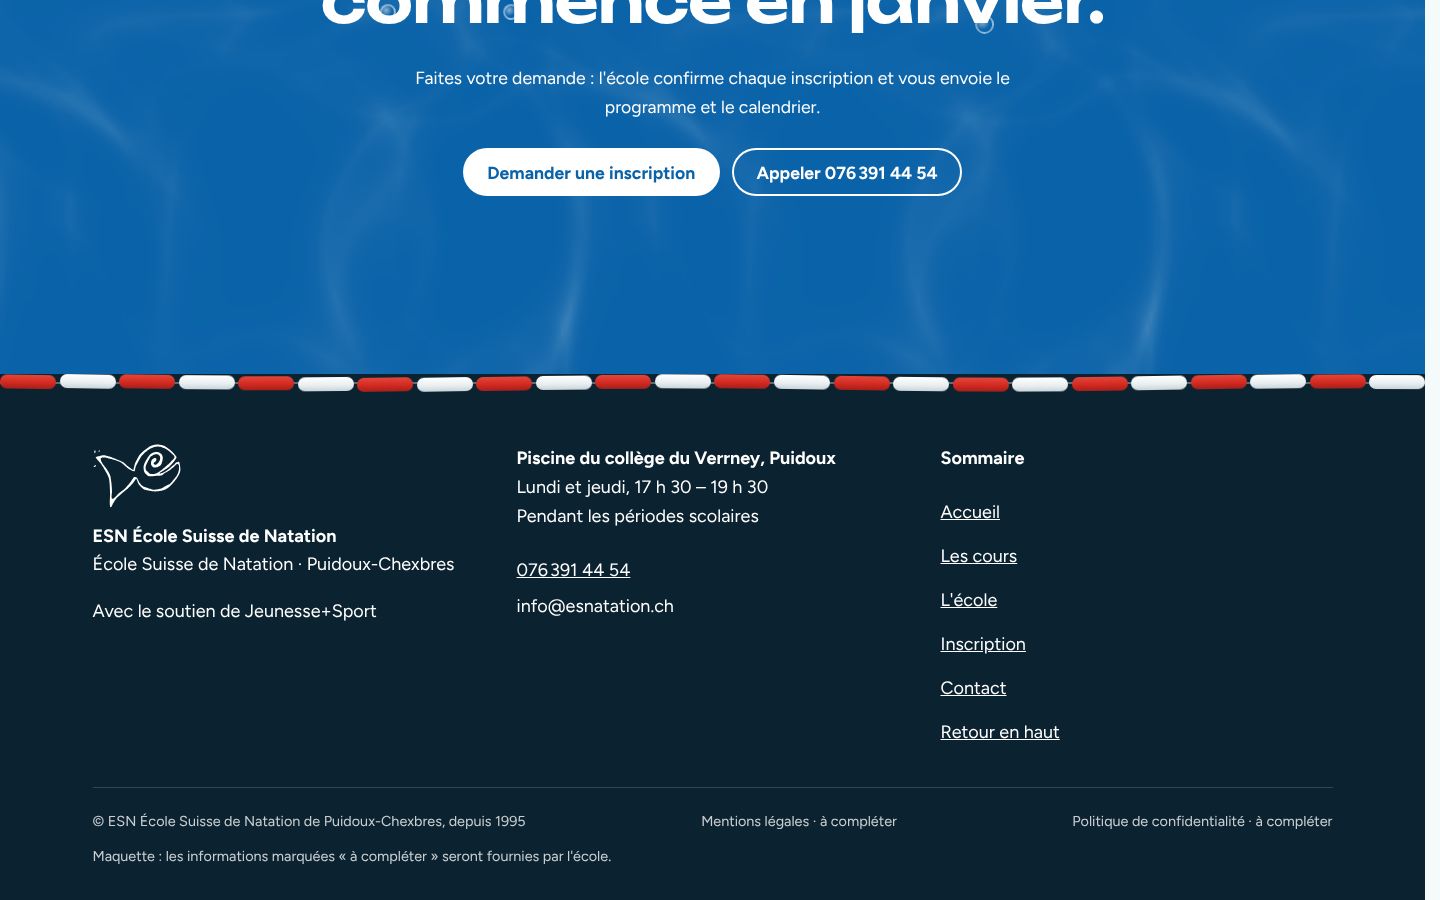 commence en janvier.
Faites votre demande : l'école confirme chaque inscription et vous envoie le
programme et le calendrier.
Demander une inscription
Appeler 076 391 44 54
ESN École Suisse de Natation
École Suisse de Natation · Puidoux-Chexbres
Avec le soutien de Jeunesse+Sport
Piscine du collège du Verrney, Puidoux
Lundi et jeudi, 17 h 30 – 19 h 30
Pendant les périodes scolaires
076 391 44 54
info@esnatation.ch
Sommaire
Accueil
Les cours
L'école
Inscription
Contact
Retour en haut
© ESN École Suisse de Natation de Puidoux-Chexbres, depuis 1995
Mentions légales · à compléter
Politique de confidentialité · à compléter
Maquette : les informations marquées « à compléter » seront fournies par l'école.